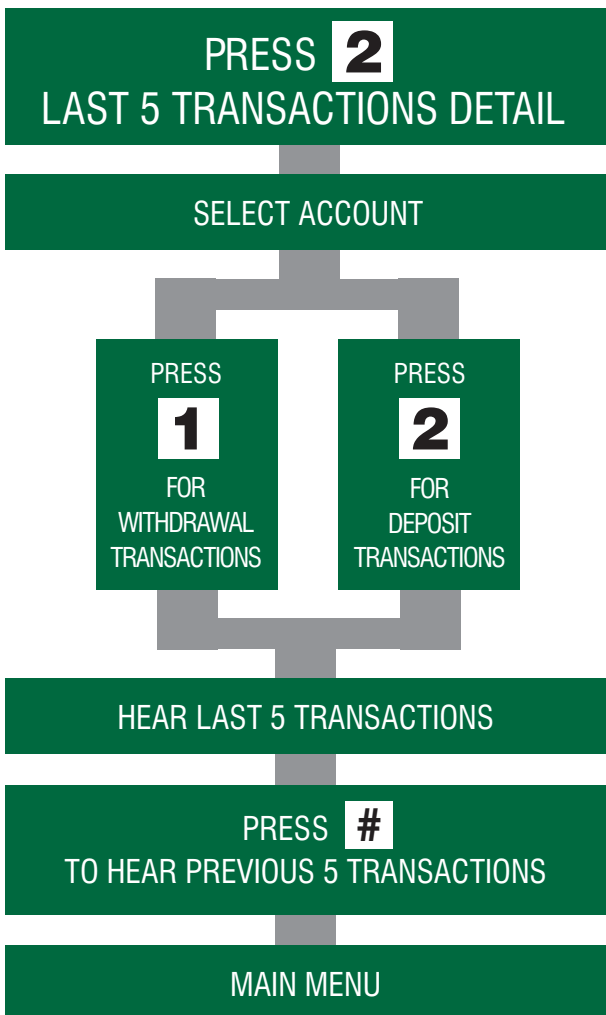 PRESS 2
LAST 5 TRANSACTIONS DETAIL
SELECT ACCOUNT
PRESS
1
FOR
WITHDRAWAL
TRANSACTIONS
PRESS
2
FOR
DEPOSIT
TRANSACTIONS
HEAR LAST 5 TRANSACTIONS
PRESS #
TO HEAR PREVIOUS 5 TRANSACTIONS
MAIN MENU